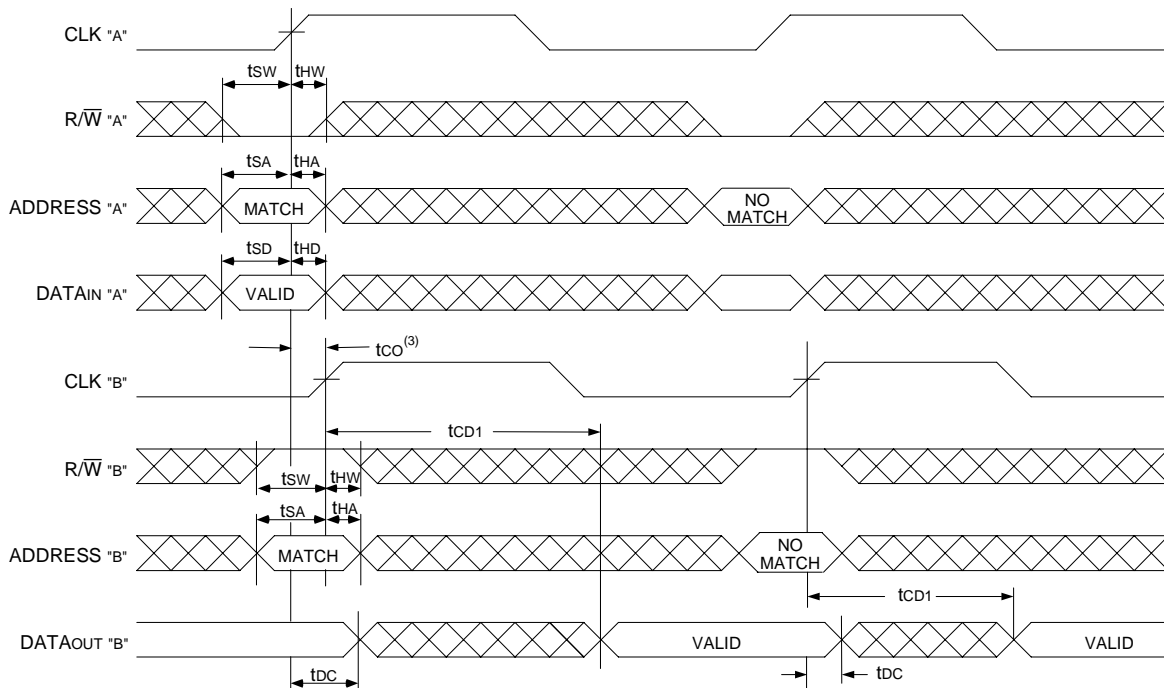 CLK "A"
tSW tHW
R/W̅ "A"
tSA tHA
ADDRESS "A" MATCH NO MATCH
tSD tHD
DATAIN "A" VALID
tCO(3)
CLK "B"
tCD1
R/W̅ "B"
tSW tHW
tSA tHA
ADDRESS "B" MATCH NO MATCH
tCD1
DATAOUT "B" VALID VALID
tDC tDC